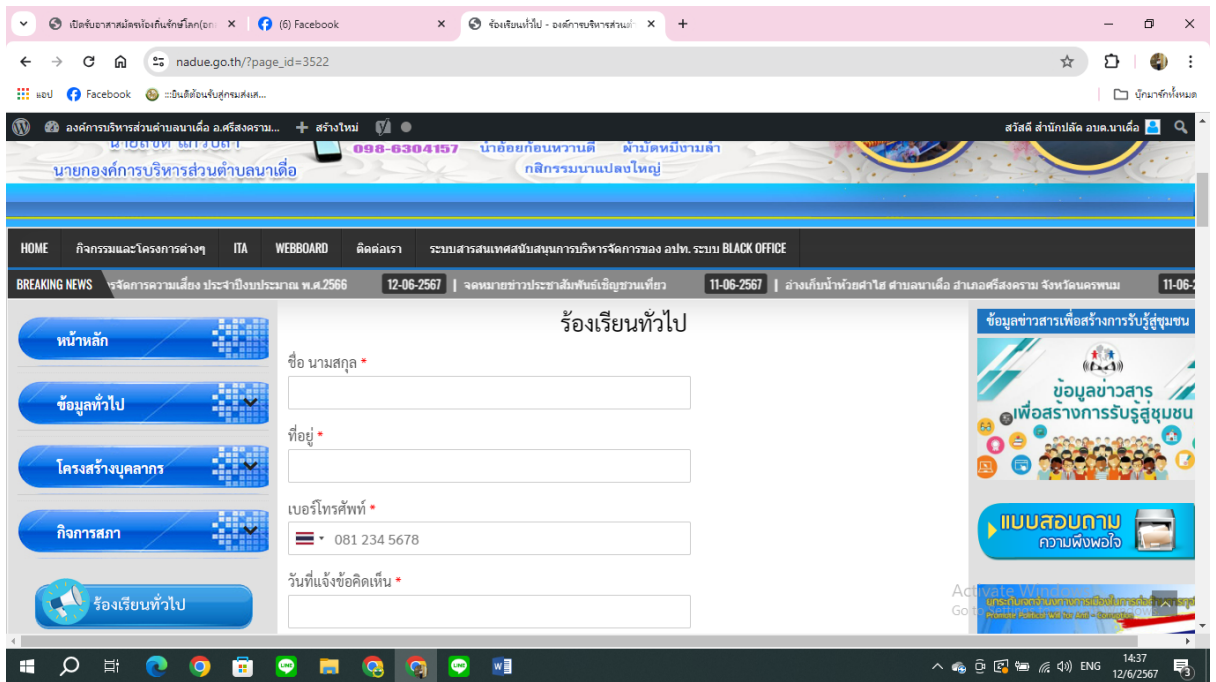 เปิดรับอาสาสมัครท้องถิ่นรักษ์โลก(อถ
(6) Facebook
ร้องเรียนทั่วไป - องค์การบริหารส่วนตำ
nadue.go.th/?page_id=3522
แอป
Facebook
:::ยินดีต้อนรับสู่กรมส่งเส...
บุ๊กมาร์กทั้งหมด
องค์การบริหารส่วนตำบลนาเดื่อ อ.ศรีสงคราม...
สร้างใหม่
สวัสดี สำนักปลัด อบต.นาเดื่อ
098-6304157
น้ำอ้อยก้อนหวานดี ผ้ามัดหมี่งามล้ำ
นายกองค์การบริหารส่วนตำบลนาเดื่อ
กสิกรรมนาแปลงใหญ่
HOME
กิจกรรมและโครงการต่างๆ
ITA
WEBBOARD
ติดต่อเรา
ระบบสารสนเทศสนับสนุนการบริหารจัดการของ อปท. ระบบ BLACK OFFICE
BREAKING NEWS
รจัดการความเสี่ยง ประจำปีงบประมาณ พ.ศ.2566
12-06-2567 | จดหมายข่าวประชาสัมพันธ์เชิญชวนเที่ยว
11-06-2567 | อ่างเก็บน้ำห้วยศาไฮ ตำบลนาเดื่อ อำเภอศรีสงคราม จังหวัดนครพนม
11-06-2
หน้าหลัก
ข้อมูลทั่วไป
โครงสร้างบุคลากร
กิจการสภา
ร้องเรียนทั่วไป
ร้องเรียนทั่วไป
ชื่อ นามสกุล *
ที่อยู่ *
เบอร์โทรศัพท์ *
081 234 5678
วันที่แจ้งข้อคิดเห็น *
ข้อมูลข่าวสารเพื่อสร้างการรับรู้สู่ชุมชน
ข้อมูลข่าวสาร
เพื่อสร้างการรับรู้สู่ชุมชน
แบบสอบถาม
ความพึงพอใจ
Activate Windows
Go to Settings to activate Windows.
ENG
14:37
12/6/2567